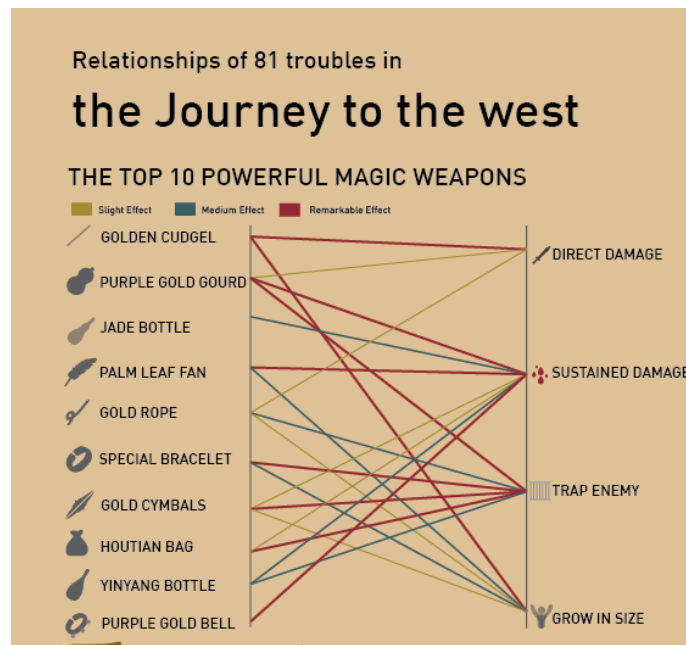 Relationships of 81 troubles in
the Journey to the west
THE TOP 10 POWERFUL MAGIC WEAPONS
Slight Effect Medium Effect Remarkable Effect
GOLDEN CUDGEL
PURPLE GOLD GOURD
JADE BOTTLE
PALM LEAF FAN
GOLD ROPE
SPECIAL BRACELET
GOLD CYMBALS
HOUTIAN BAG
YINYANG BOTTLE
PURPLE GOLD BELL
DIRECT DAMAGE
SUSTAINED DAMAGE
TRAP ENEMY
GROW IN SIZE